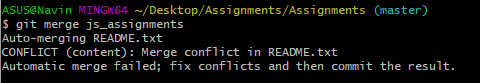 ASUS@Navin MINGW64 ~/Desktop/Assignments/Assignments (master)
$ git merge js_assignments
Auto-merging README.txt
CONFLICT (content): Merge conflict in README.txt
Automatic merge failed; fix conflicts and then commit the result.